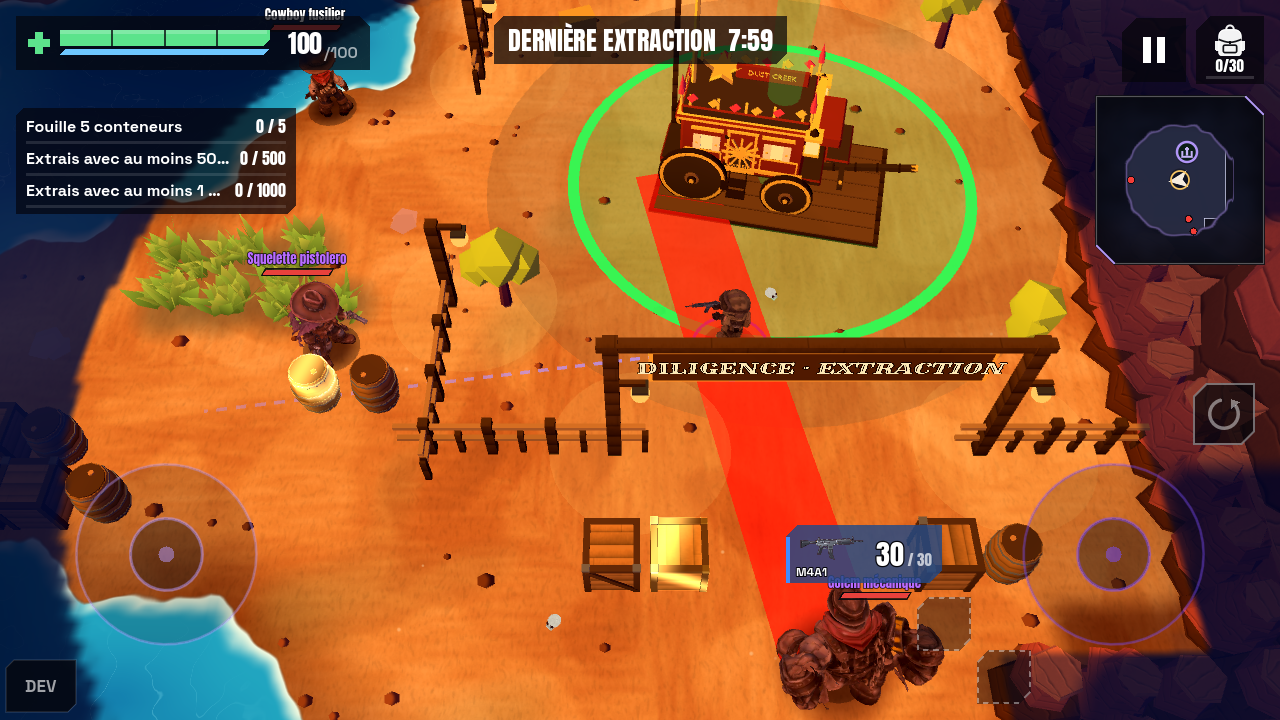 Cowboy fusilier
100 /100
DERNIÈRE EXTRACTION 7:59
0/30
DUST CREEK
Fouille 5 conteneurs 0 / 5
Extrais avec au moins 50... 0 / 500
Extrais avec au moins 1 ... 0 / 1000
Squelette pistolero
DILIGENCE · EXTRACTION
30 / 30
M4A1
Golem mécanique
DEV